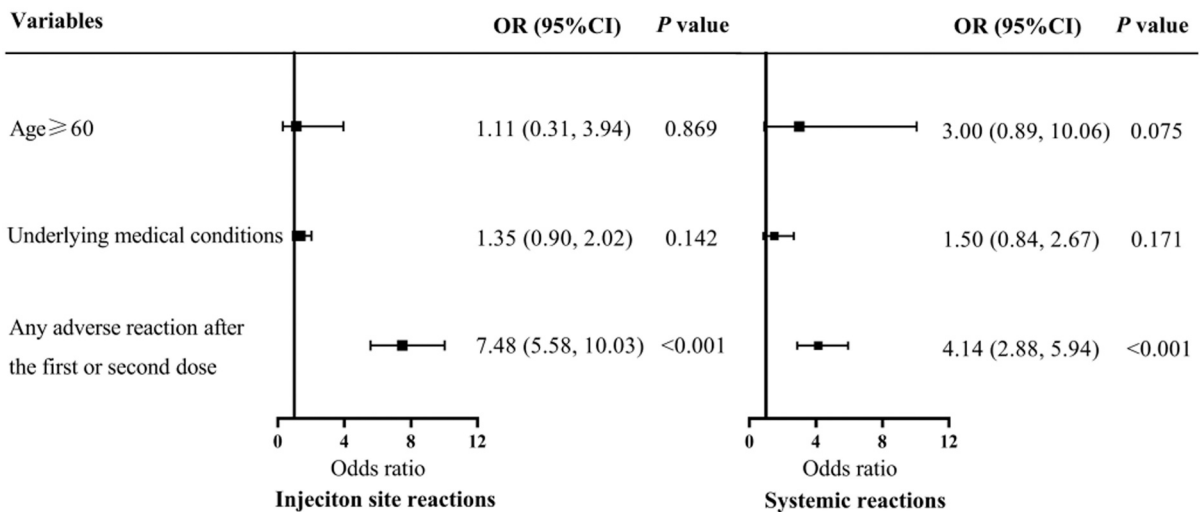 Variables OR (95%CI) P value OR (95%CI) P value
Age⩾60 1.11 (0.31, 3.94) 0.869 3.00 (0.89, 10.06) 0.075
Underlying medical conditions 1.35 (0.90, 2.02) 0.142 1.50 (0.84, 2.67) 0.171
Any adverse reaction after
the first or second dose 7.48 (5.58, 10.03) <0.001 4.14 (2.88, 5.94) <0.001
0 4 8 12 0 4 8 12
Odds ratio Odds ratio
Injeciton site reactions Systemic reactions